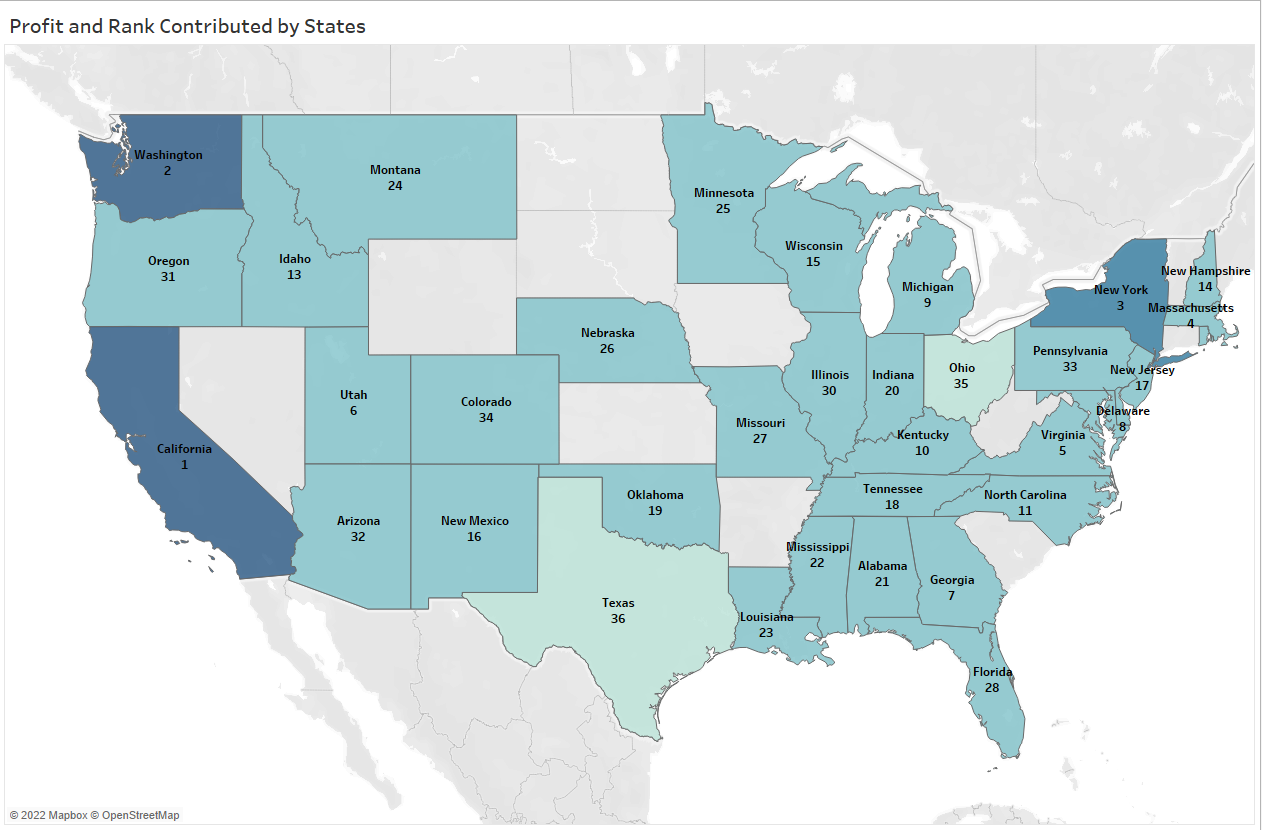 Profit and Rank Contributed by States
Washington
2
Montana
24
Minnesota
25
Oregon
31
Idaho
13
Wisconsin
15
Michigan
9
New Hampshire
14
New York
3
Massachusetts
4
Nebraska
26
Pennsylvania
33
New Jersey
17
Utah
6
Colorado
34
Illinois
30
Indiana
20
Ohio
35
Delaware
8
California
1
Missouri
27
Kentucky
10
Virginia
5
Arizona
32
New Mexico
16
Oklahoma
19
Tennessee
18
North Carolina
11
Mississippi
22
Alabama
21
Georgia
7
Texas
36
Louisiana
23
Florida
28
© 2022 Mapbox © OpenStreetMap